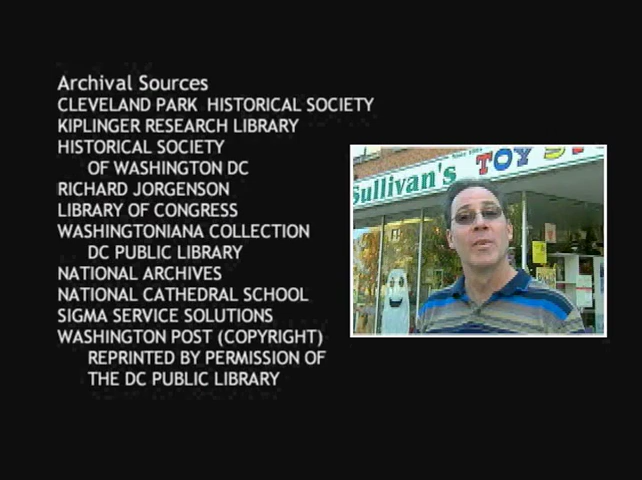 Archival Sources
CLEVELAND PARK HISTORICAL SOCIETY
KIPLINGER RESEARCH LIBRARY
HISTORICAL SOCIETY
OF WASHINGTON DC
RICHARD JORGENSON
LIBRARY OF CONGRESS
WASHINGTONIANA COLLECTION
DC PUBLIC LIBRARY
NATIONAL ARCHIVES
NATIONAL CATHEDRAL SCHOOL
SIGMA SERVICE SOLUTIONS
WASHINGTON POST (COPYRIGHT)
REPRINTED BY PERMISSION OF
THE DC PUBLIC LIBRARY
Sullivan's TOY